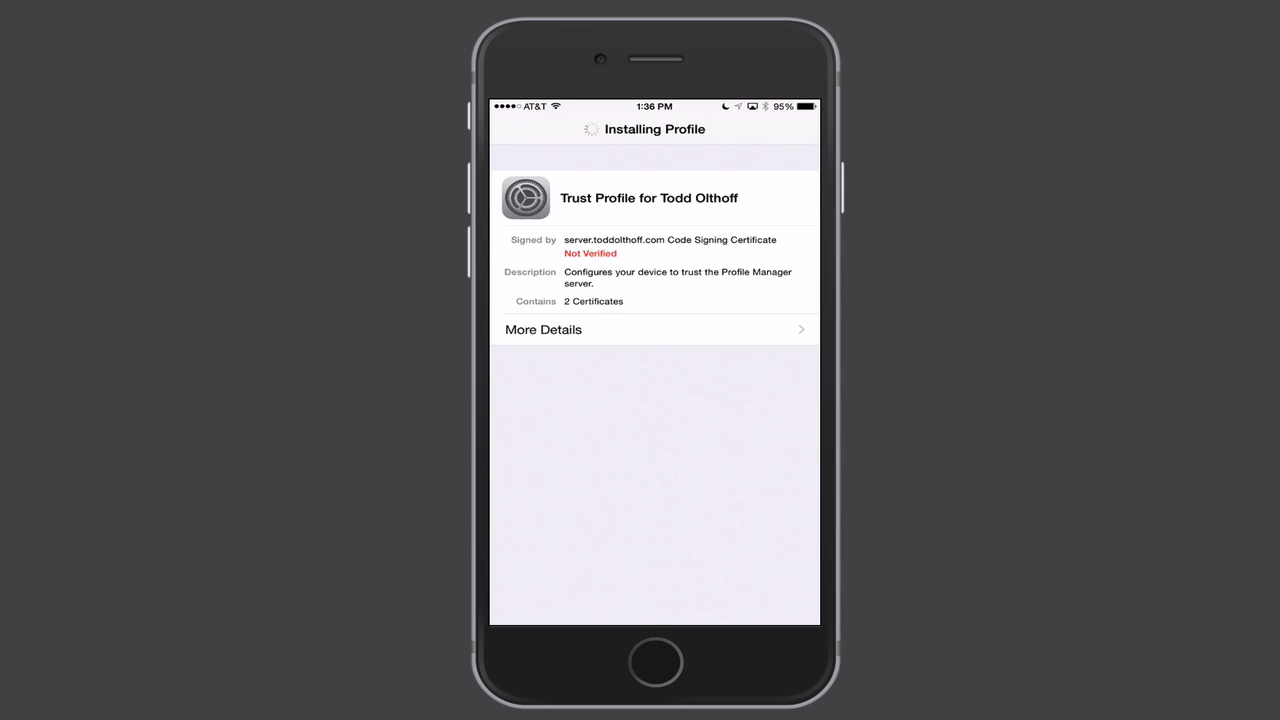 AT&T 1:36 PM 95%
Installing Profile
Trust Profile for Todd Olthoff
Signed by server.toddolthoff.com Code Signing Certificate
Not Verified
Description Configures your device to trust the Profile Manager
server.
Contains 2 Certificates
More Details